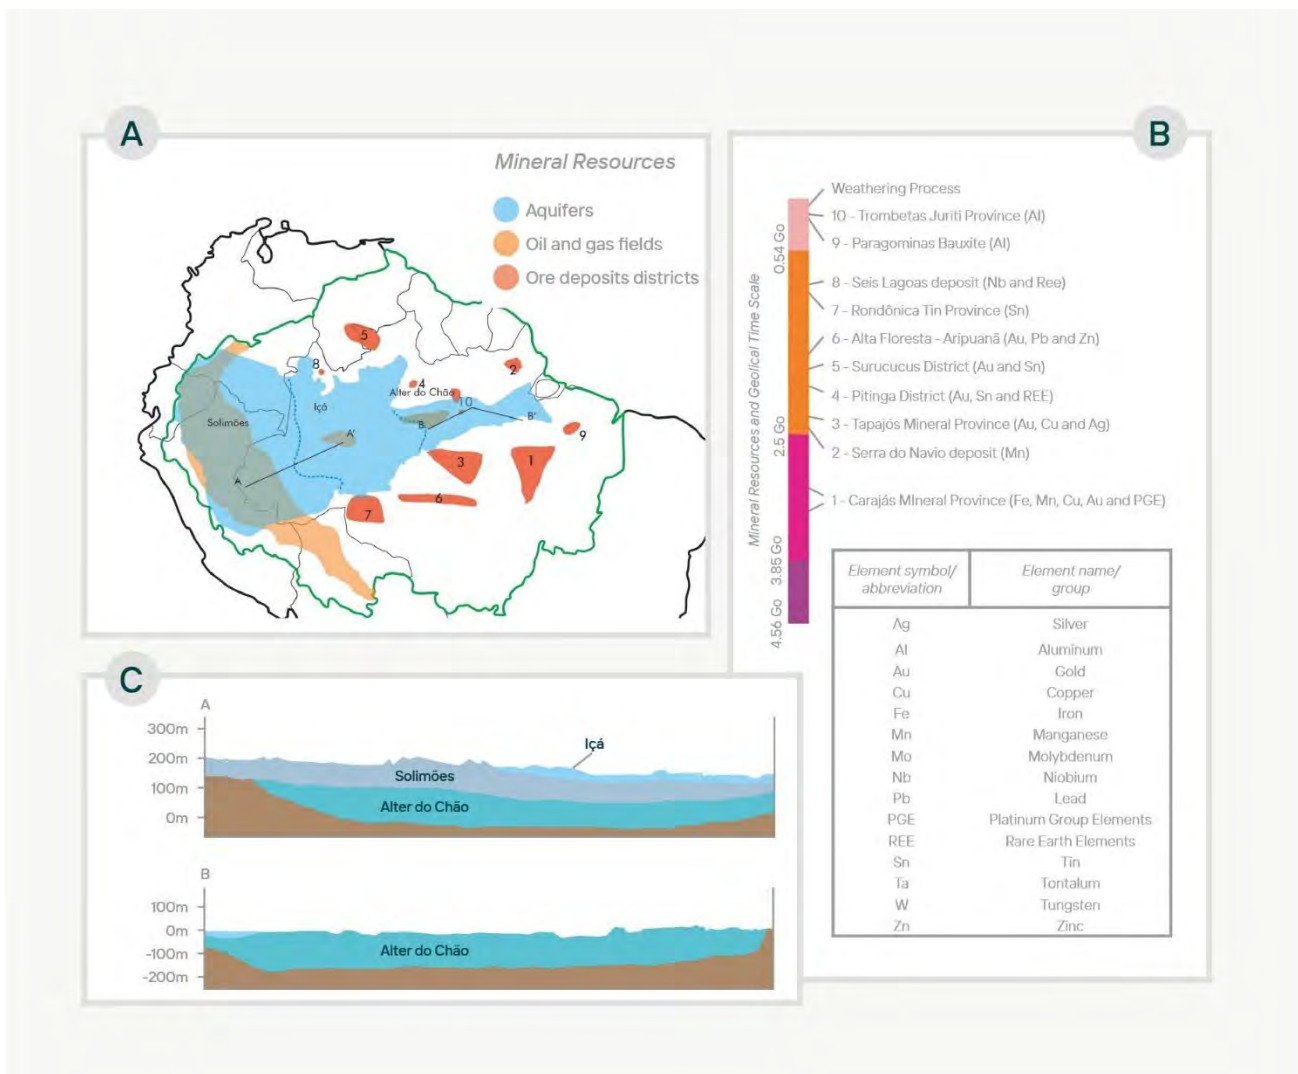 A
Mineral Resources
Aquifers
Oil and gas fields
Ore deposits districts
5
8
4
2
Alter do Chão
10
Içá
Solimões
B
B'
A'
9
A
3
1
6
7
B
Mineral Resources and Geolical Time Scale
0.54 Go
2.5 Go
3.85 Go
4.56 Go
Weathering Process
10 - Trombetas Juriti Province (Al)
9 - Paragominas Bauxite (Al)
8 - Seis Lagoas deposit (Nb and Ree)
7 - Rondônica Tin Province (Sn)
6 - Alta Floresta - Aripuanã (Au, Pb and Zn)
5 - Surucucus District (Au and Sn)
4 - Pitinga District (Au, Sn and REE)
3 - Tapajós Mineral Province (Au, Cu and Ag)
2 - Serra do Navio deposit (Mn)
1 - Carajás MIneral Province (Fe, Mn, Cu, Au and PGE)
Element symbol/ abbreviation
Element name/ group
Ag Silver
Al Aluminum
Au Gold
Cu Copper
Fe Iron
Mn Manganese
Mo Molybdenum
Nb Niobium
Pb Lead
PGE Platinum Group Elements
REE Rare Earth Elements
Sn Tin
Ta Tontalum
W Tungsten
Zn Zinc
C
A
300m
200m
100m
0m
Içá
Solimões
Alter do Chão
B
100m
0m
-100m
-200m
Alter do Chão